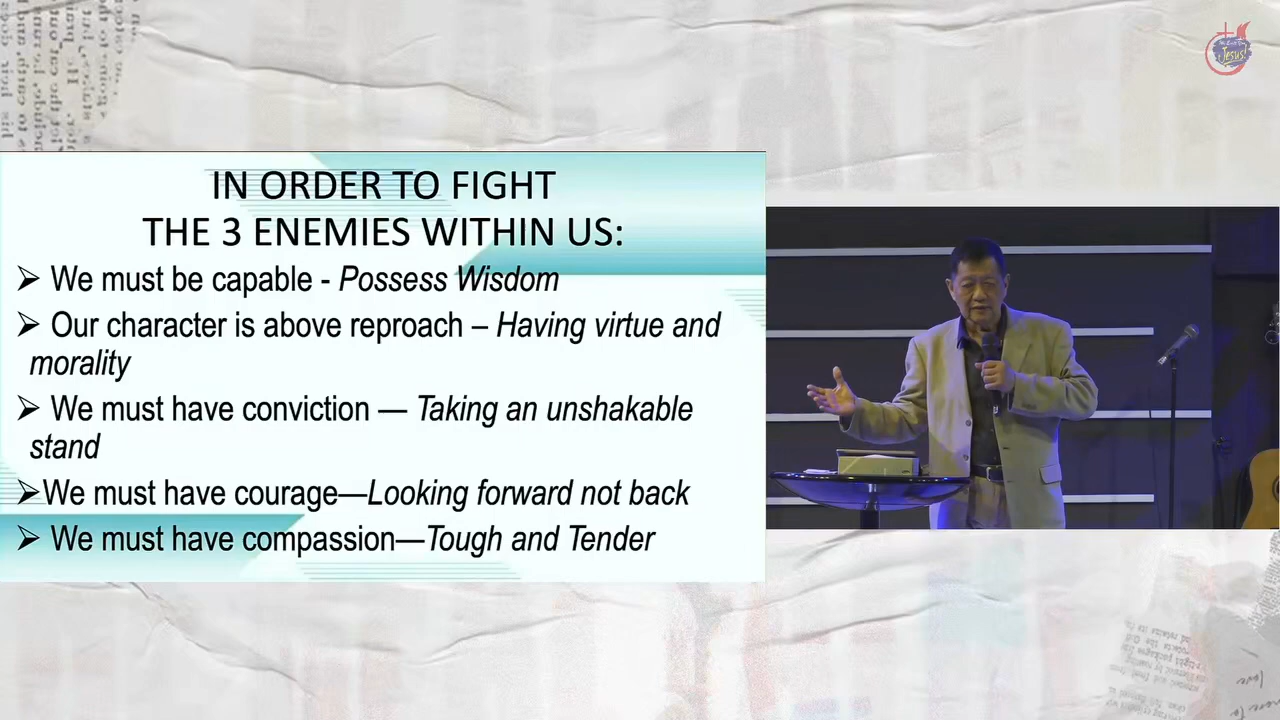 IN ORDER TO FIGHT
THE 3 ENEMIES WITHIN US:
➢ We must be capable - Possess Wisdom
➢ Our character is above reproach – Having virtue and
morality
➢ We must have conviction — Taking an unshakable
stand
➢We must have courage—Looking forward not back
➢ We must have compassion—Tough and Tender
Jesus!